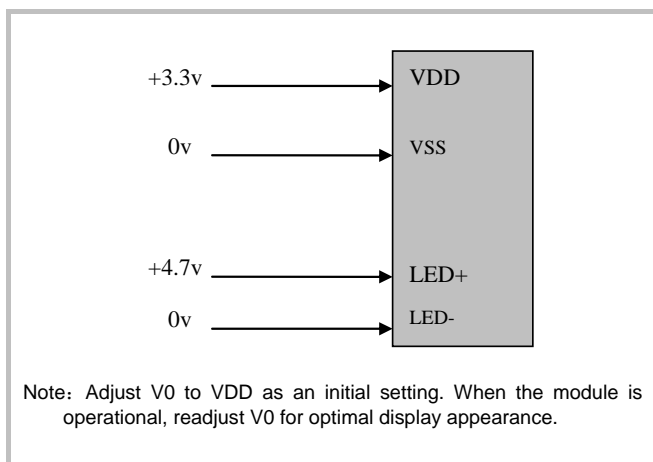 +3.3v VDD
0v VSS
+4.7v LED+
0v LED-
Note：Adjust V0 to VDD as an initial setting. When the module is
operational, readjust V0 for optimal display appearance.